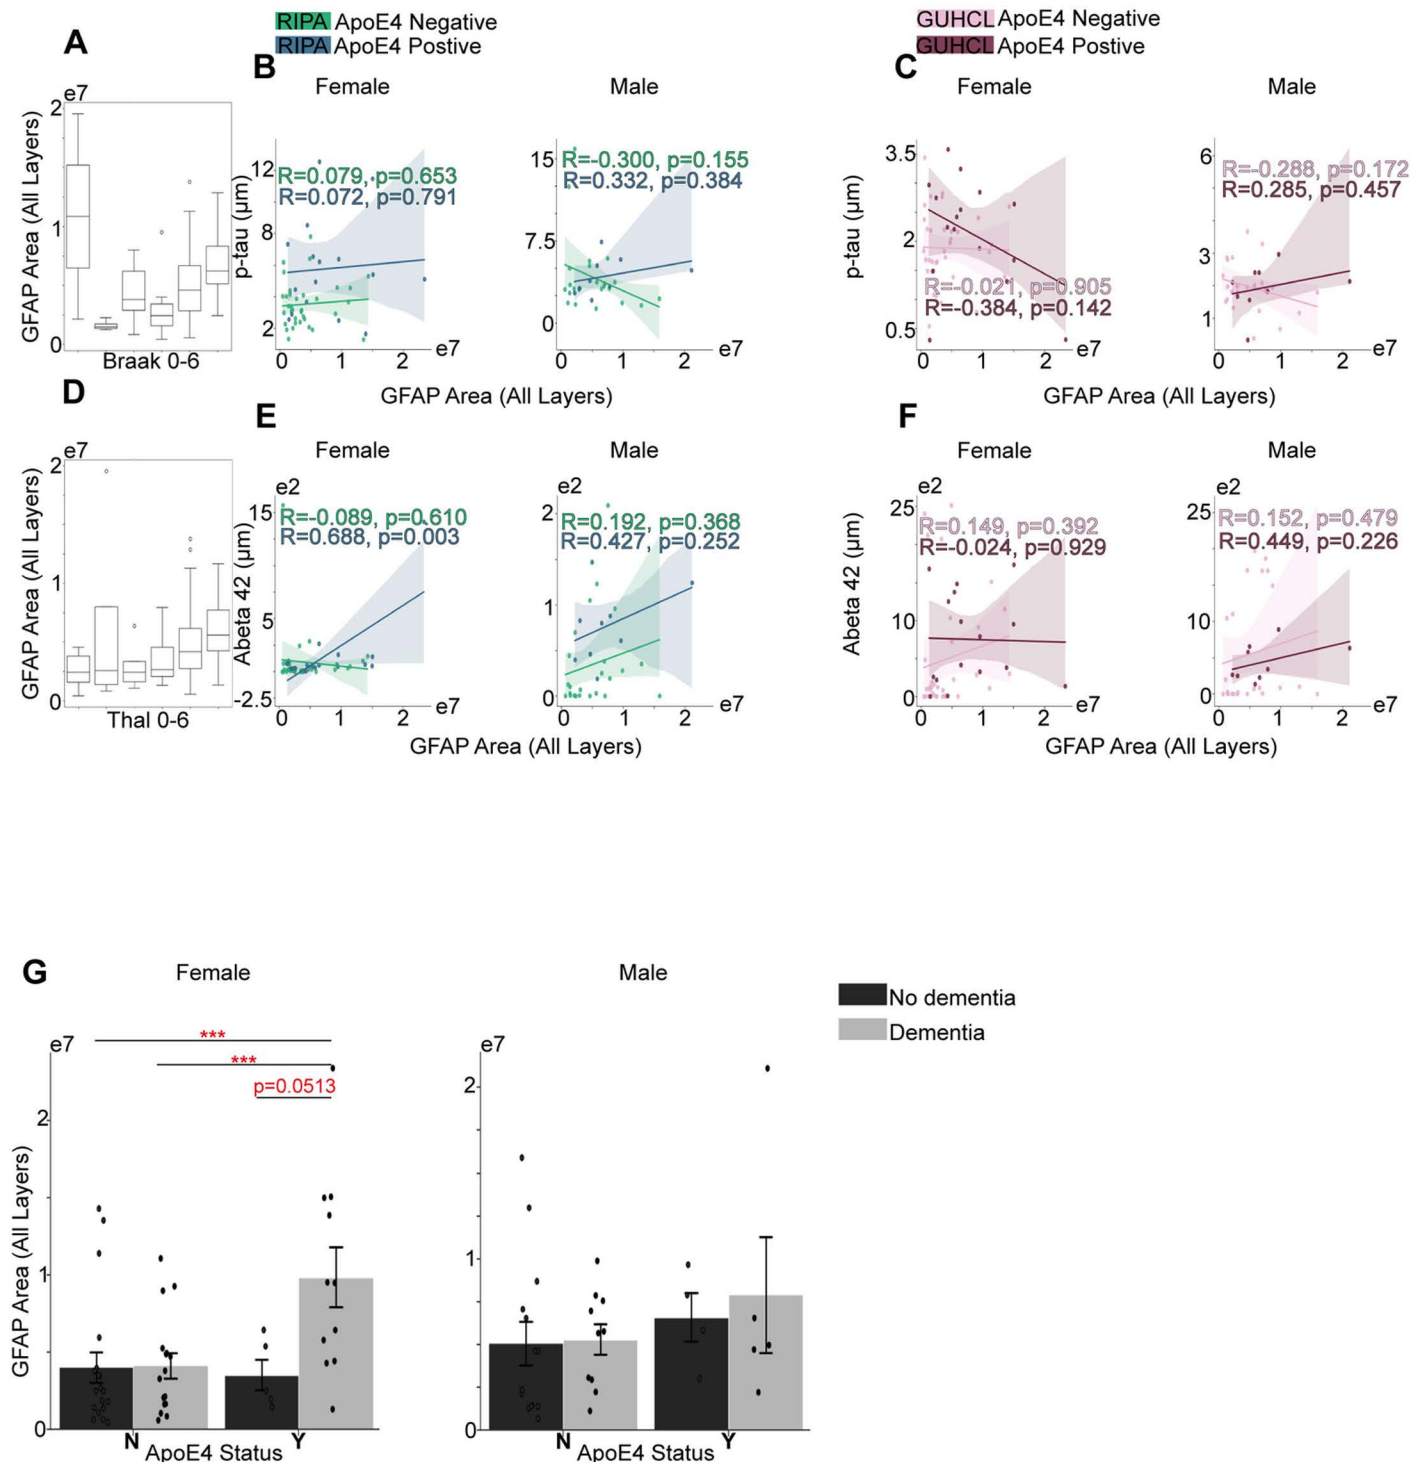 RIPA ApoE4 Negative
RIPA ApoE4 Postive
GUHCL ApoE4 Negative
GUHCL ApoE4 Postive
A
e7
2
1
0
GFAP Area (All Layers)
Braak 0-6
B
Female
Male
p-tau (μm)
12
8
2
R=0.079, p=0.653
R=0.072, p=0.791
0 1 2 e7
15
7.5
0
R=-0.300, p=0.155
R=0.332, p=0.384
0 1 2 e7
GFAP Area (All Layers)
C
Female
Male
p-tau (μm)
3.5
2
0.5
R=-0.021, p=0.905
R=-0.384, p=0.142
0 1 2 e7
6
3
1
R=-0.288, p=0.172
R=0.285, p=0.457
0 1 2 e7
GFAP Area (All Layers)
D
e7
2
1
0
GFAP Area (All Layers)
Thal 0-6
E
Female
Male
Abeta 42 (μm)
e2
15
5
-2.5
R=-0.089, p=0.610
R=0.688, p=0.003
0 1 2 e7
e2
2
1
0
R=0.192, p=0.368
R=0.427, p=0.252
0 1 2 e7
GFAP Area (All Layers)
F
Female
Male
Abeta 42 (μm)
e2
25
10
0
R=0.149, p=0.392
R=-0.024, p=0.929
0 1 2 e7
e2
25
10
0
R=0.152, p=0.479
R=0.449, p=0.226
0 1 2 e7
GFAP Area (All Layers)
G
Female
Male
No dementia
Dementia
e7
***
***
p=0.0513
2
1
0
GFAP Area (All Layers)
N Y
ApoE4 Status
e7
2
1
0
N Y
ApoE4 Status